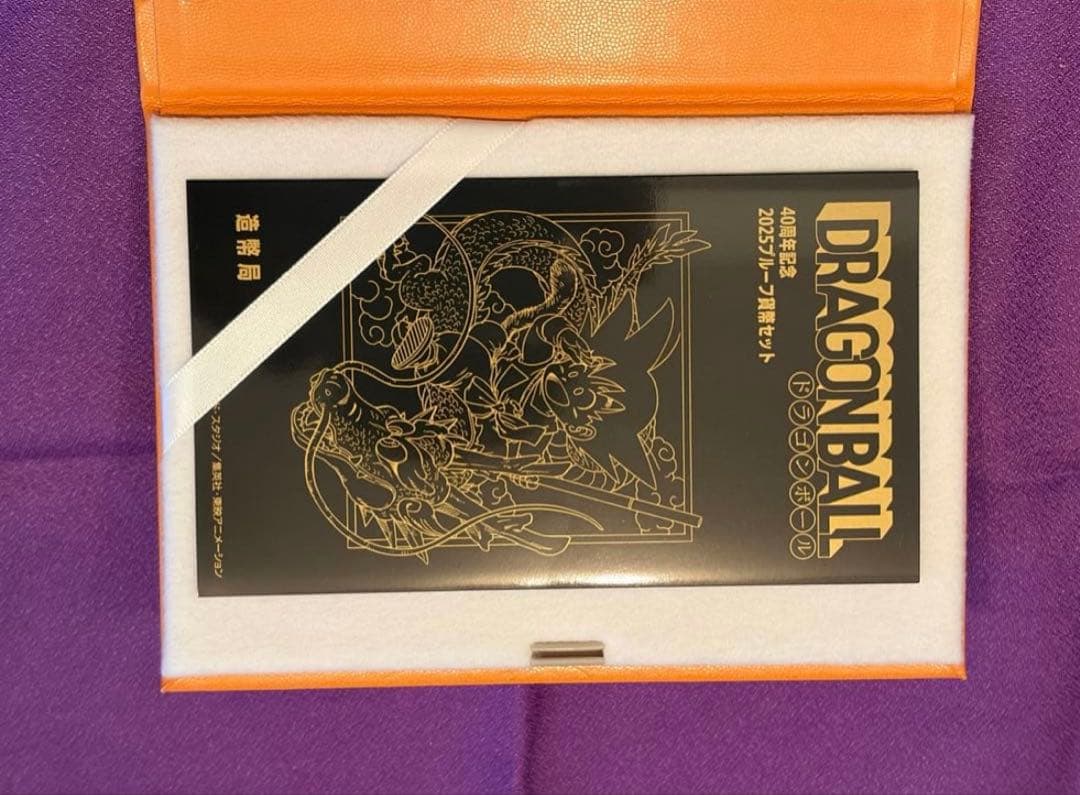 DRAGONBALL
ドラゴンボール
40周年記念
2025プルーフ貨幣セット
造幣局
スタジオ/集英社・東映アニメーション